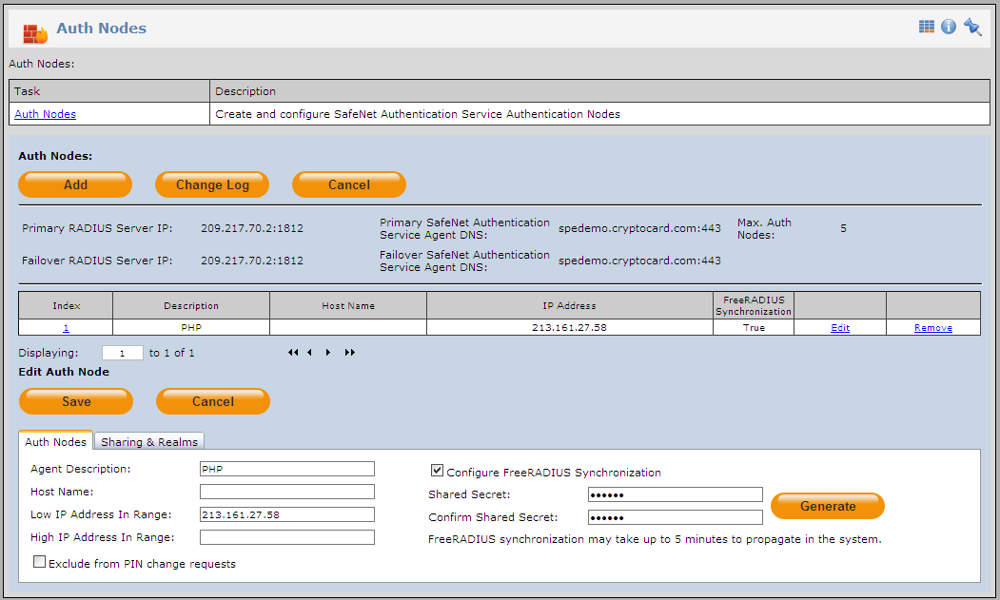 Auth Nodes
Auth Nodes:
Task Description
Auth Nodes Create and configure SafeNet Authentication Service Authentication Nodes
Auth Nodes:
Add Change Log Cancel
Primary RADIUS Server IP: 209.217.70.2:1812 Primary SafeNet Authentication Service Agent DNS: spedemo.cryptocard.com:443 Max. Auth Nodes: 5
Failover RADIUS Server IP: 209.217.70.2:1812 Failover SafeNet Authentication Service Agent DNS: spedemo.cryptocard.com:443
Index Description Host Name IP Address FreeRADIUS Synchronization
1 PHP 213.161.27.58 True Edit Remove
Displaying: 1 to 1 of 1
Edit Auth Node
Save Cancel
Auth Nodes Sharing & Realms
Agent Description: PHP
Host Name:
Low IP Address In Range: 213.161.27.58
High IP Address In Range:
Exclude from PIN change requests
Configure FreeRADIUS Synchronization
Shared Secret: ••••••
Confirm Shared Secret: ••••••
Generate
FreeRADIUS synchronization may take up to 5 minutes to propagate in the system.